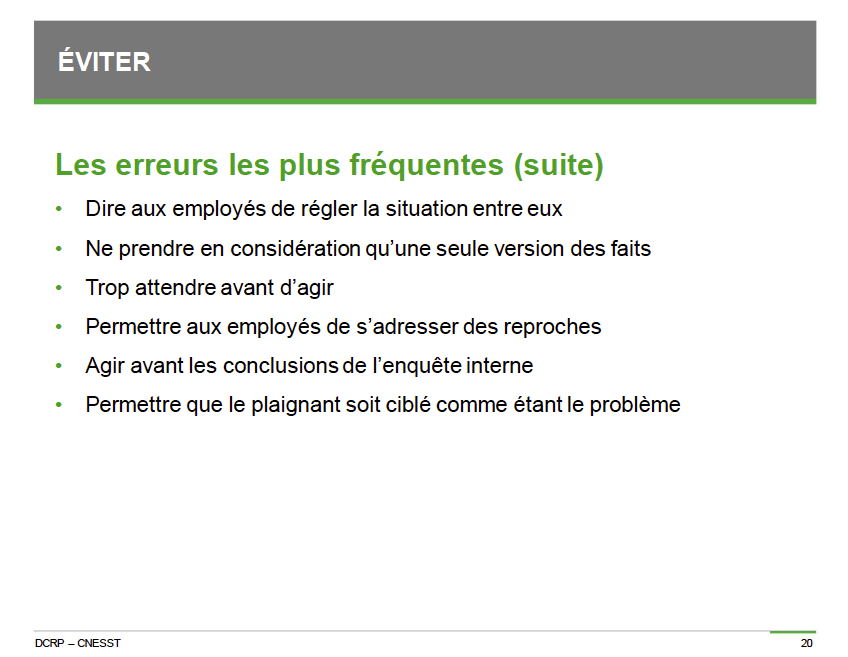 ÉVITER
Les erreurs les plus fréquentes (suite)
• Dire aux employés de régler la situation entre eux
• Ne prendre en considération qu’une seule version des faits
• Trop attendre avant d’agir
• Permettre aux employés de s’adresser des reproches
• Agir avant les conclusions de l’enquête interne
• Permettre que le plaignant soit ciblé comme étant le problème
DCRP – CNESST 20